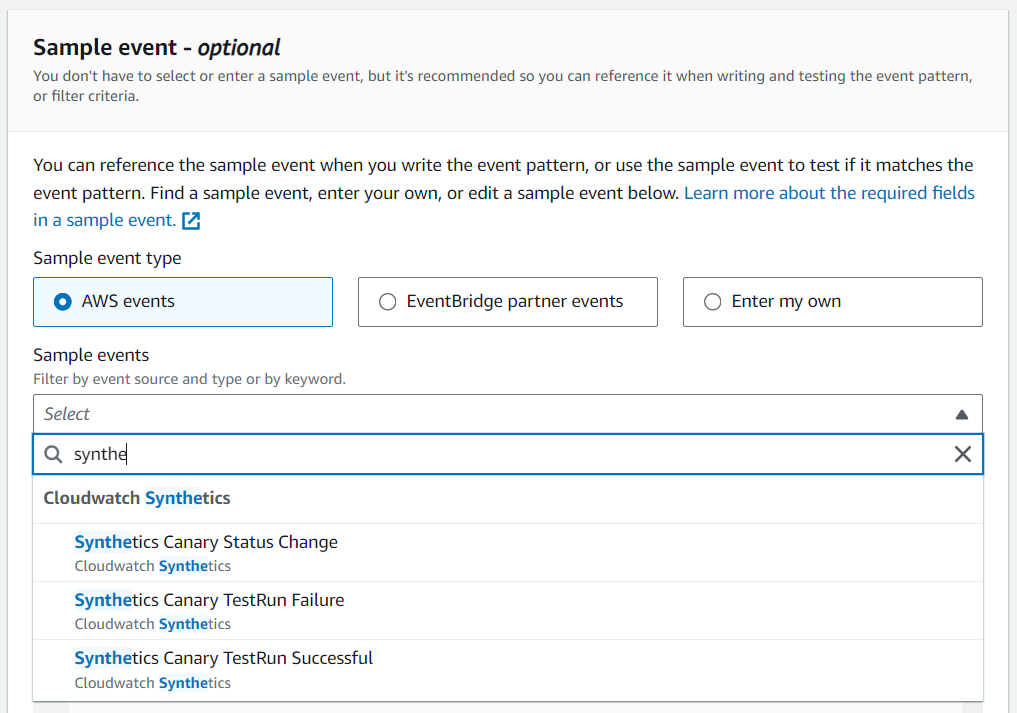 Sample event - optional
You don't have to select or enter a sample event, but it's recommended so you can reference it when writing and testing the event pattern,
or filter criteria.
You can reference the sample event when you write the event pattern, or use the sample event to test if it matches the
event pattern. Find a sample event, enter your own, or edit a sample event below. Learn more about the required fields
in a sample event.
Sample event type
AWS events
EventBridge partner events
Enter my own
Sample events
Filter by event source and type or by keyword.
Select
synthe
Cloudwatch Synthetics
Synthetics Canary Status Change
Cloudwatch Synthetics
Synthetics Canary TestRun Failure
Cloudwatch Synthetics
Synthetics Canary TestRun Successful
Cloudwatch Synthetics